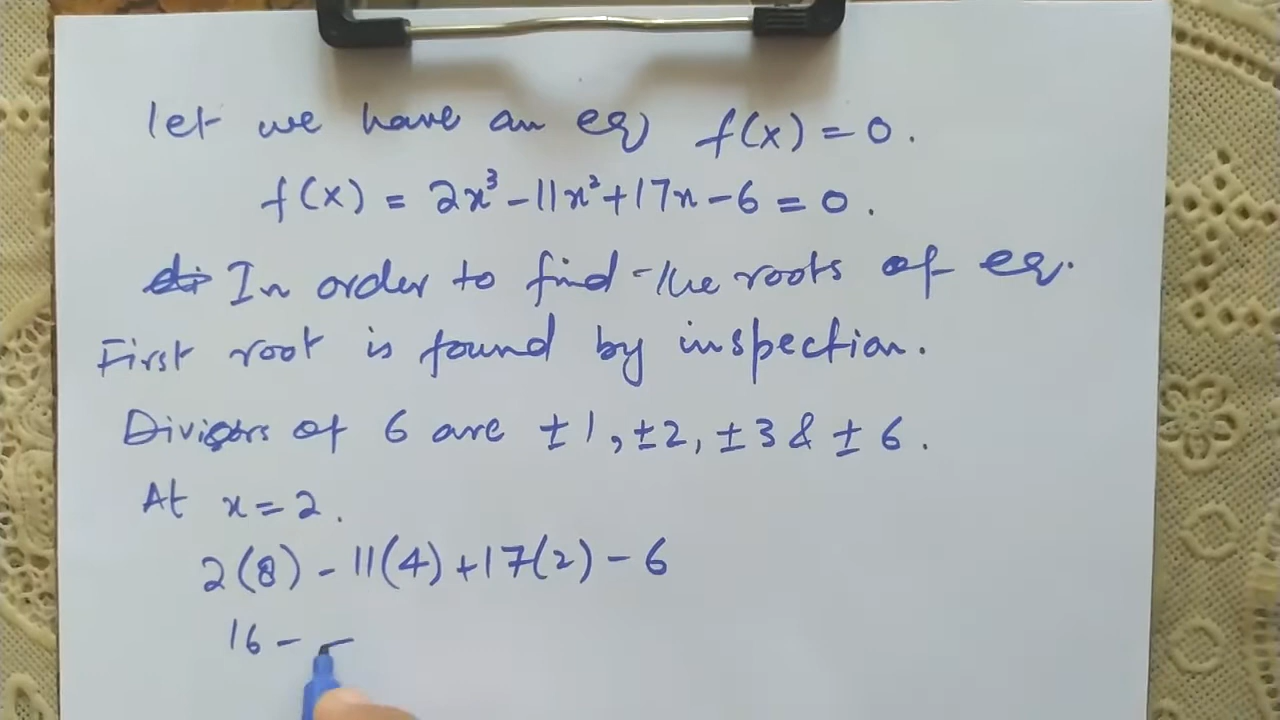 let we have an eq f(x) = 0.
f(x) = 2x³ - 11x² + 17x - 6 = 0.
In order to find the roots of eq.
First root is found by inspection.
Divisors of 6 are ±1, ±2, ±3 & ±6.
At x = 2.
2(8) - 11(4) + 17(2) - 6
16 -